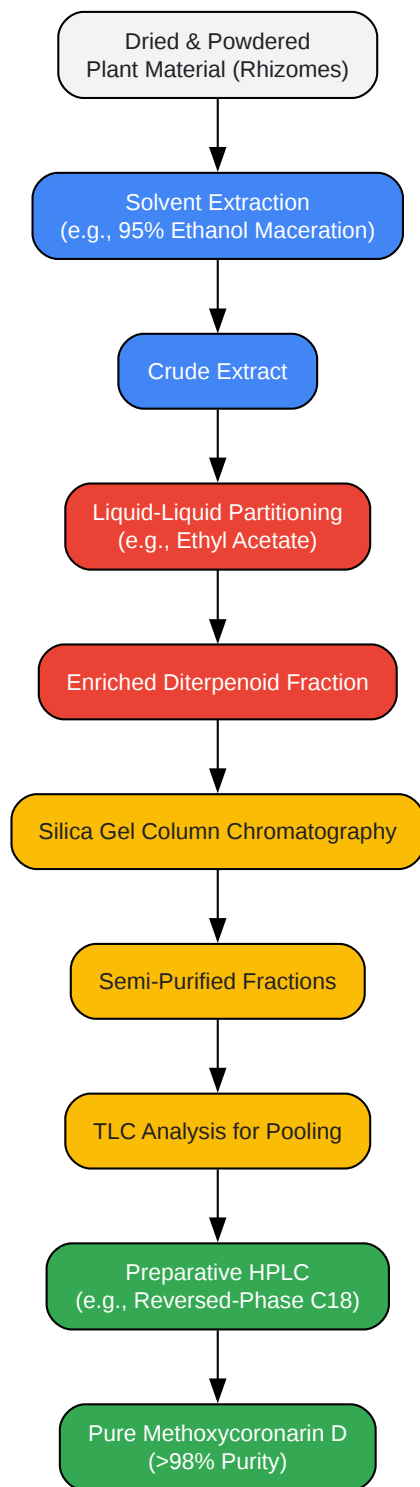 Dried & Powdered
Plant Material (Rhizomes)
Solvent Extraction
(e.g., 95% Ethanol Maceration)
Crude Extract
Liquid-Liquid Partitioning
(e.g., Ethyl Acetate)
Enriched Diterpenoid Fraction
Silica Gel Column Chromatography
Semi-Purified Fractions
TLC Analysis for Pooling
Preparative HPLC
(e.g., Reversed-Phase C18)
Pure Methoxycoronarin D
(>98% Purity)